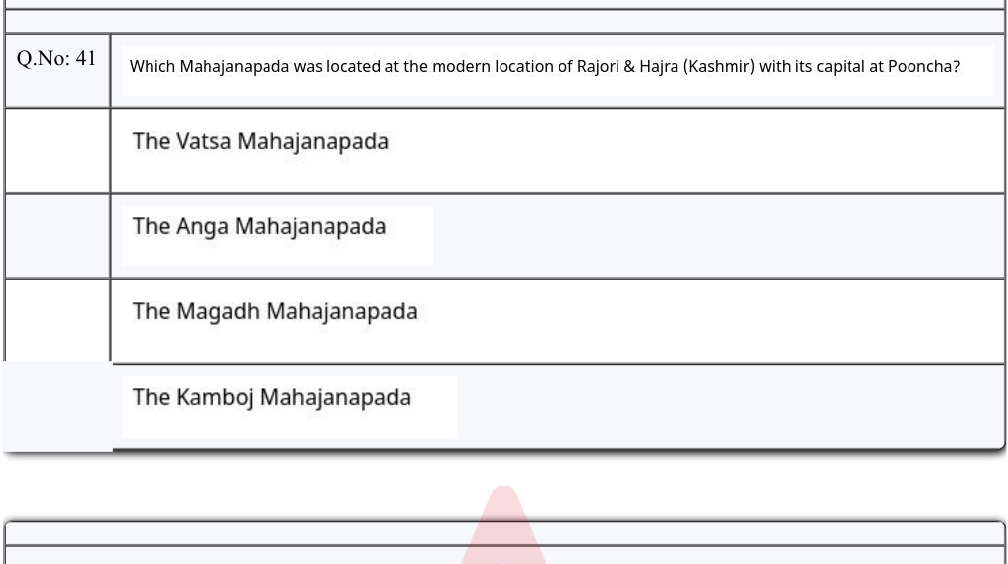 Q.No: 41
Which Mahajanapada was located at the modern location of Rajori & Hajra (Kashmir) with its capital at Pooncha?
The Vatsa Mahajanapada
The Anga Mahajanapada
The Magadh Mahajanapada
The Kamboj Mahajanapada